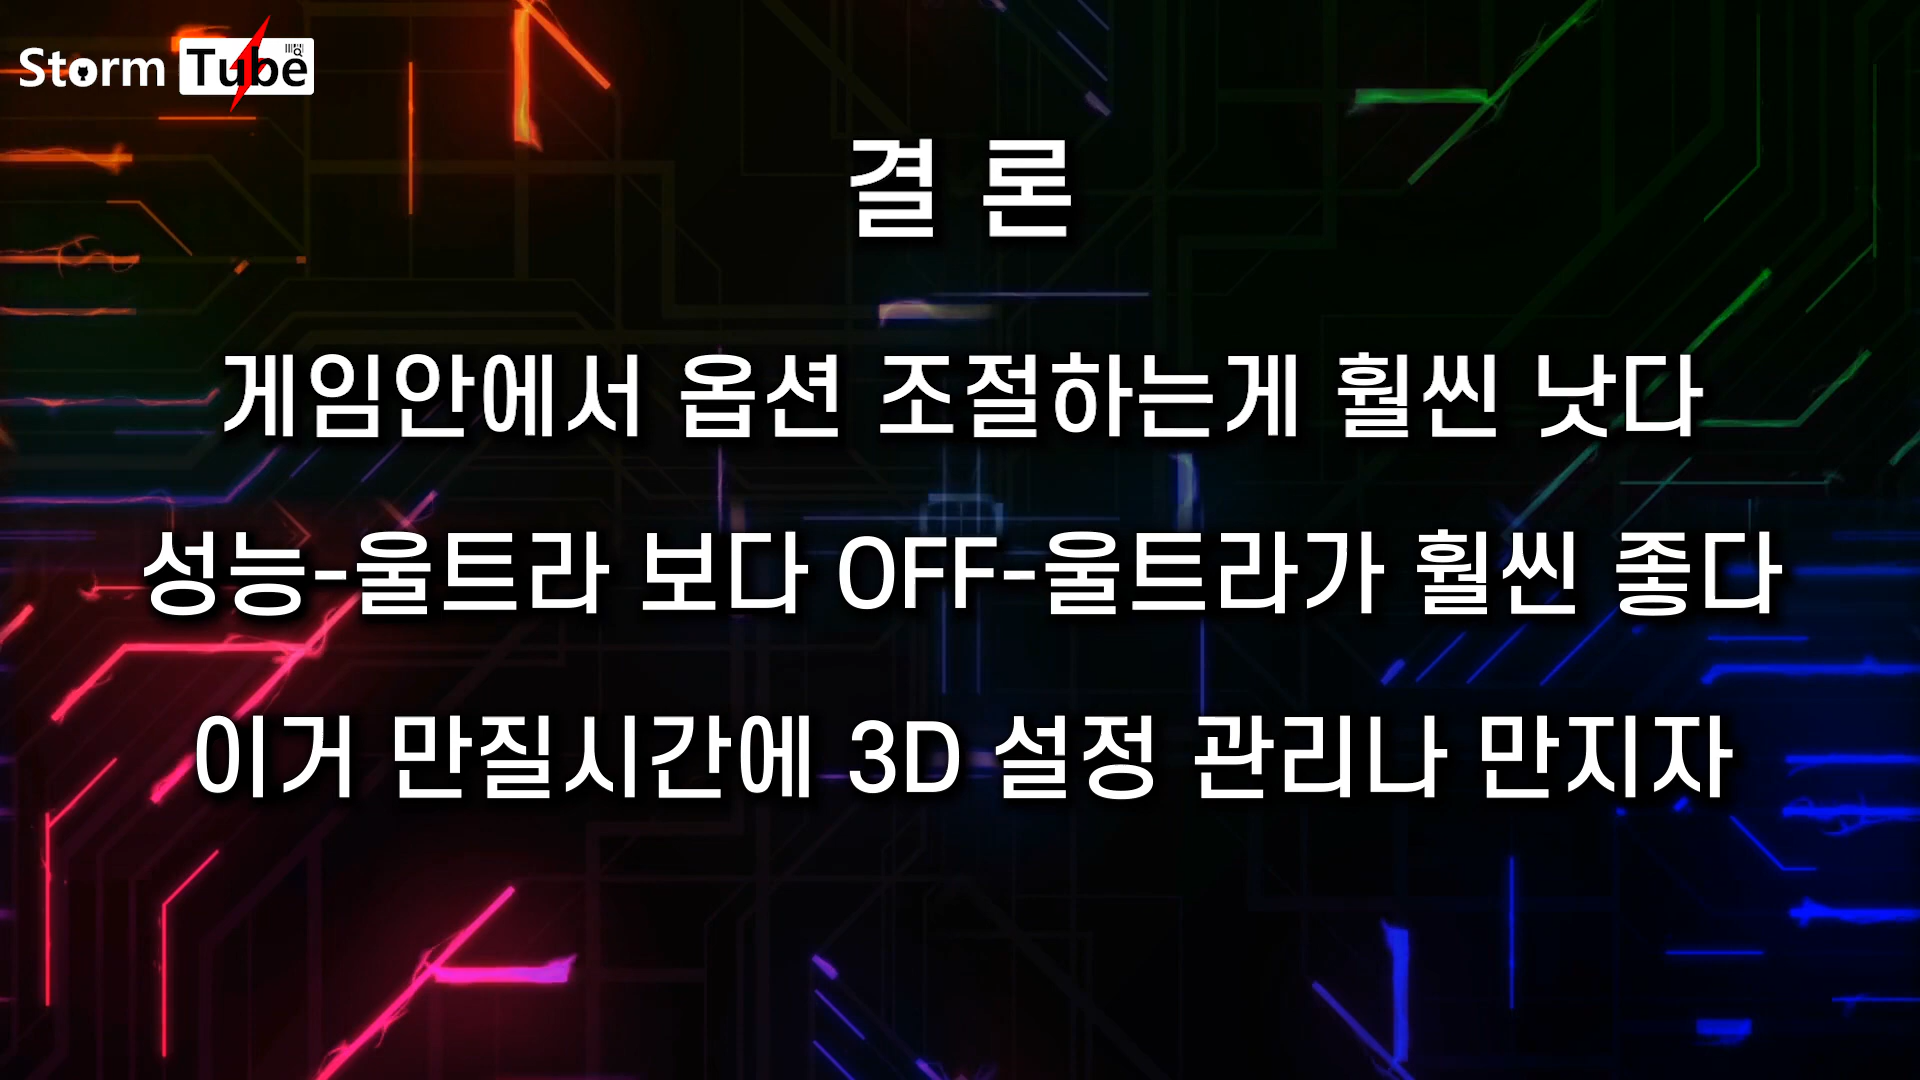 Storm Tube
결 론
게임안에서 옵션 조절하는게 훨씬 낫다
성능-울트라 보다 OFF-울트라가 훨씬 좋다
이거 만질시간에 3D 설정 관리나 만지자